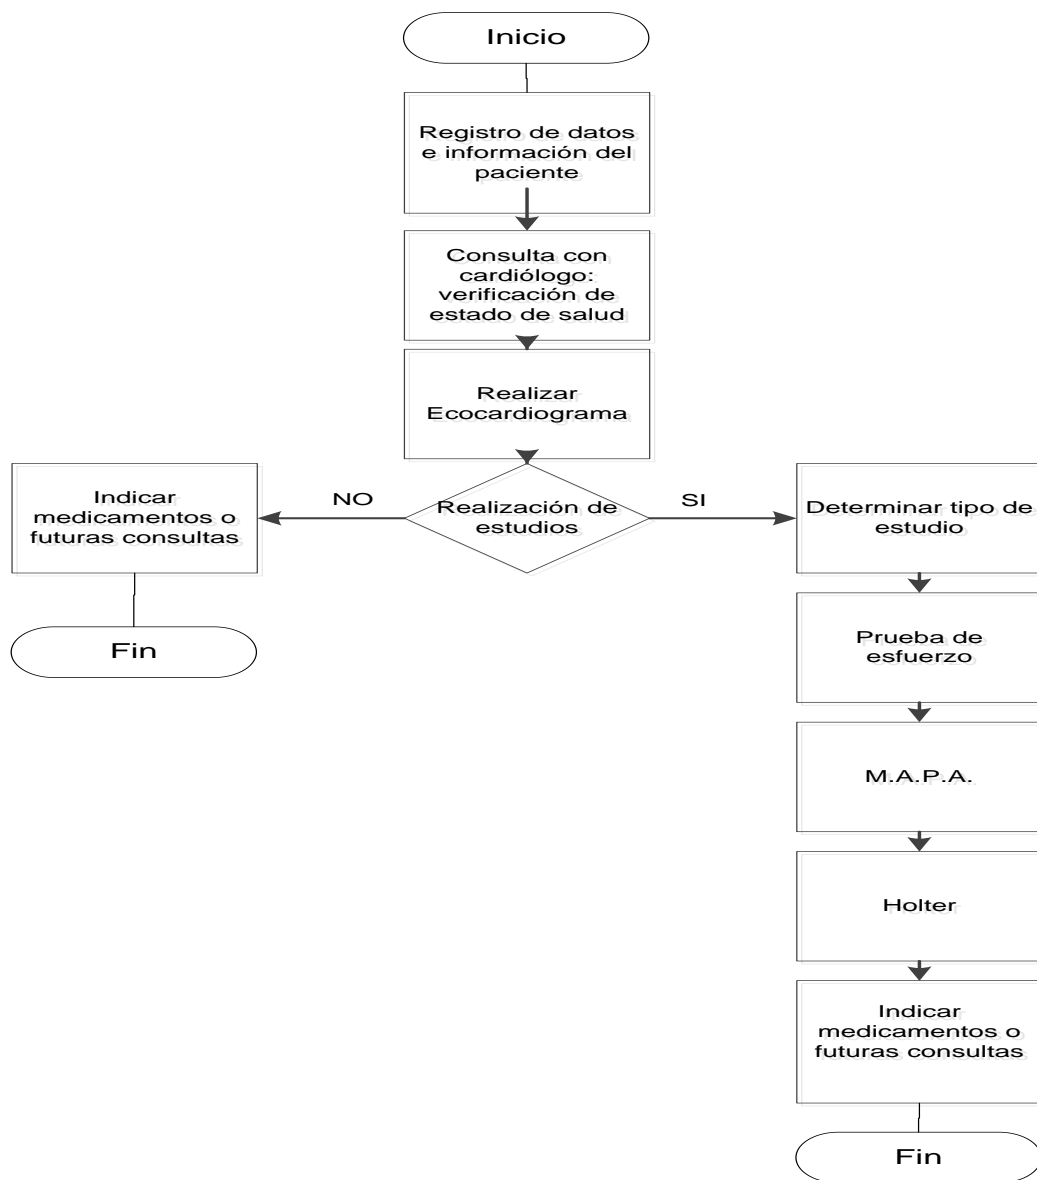 Inicio
Registro de datos
e información del
paciente
Consulta con
cardiólogo:
verificación de
estado de salud
Realizar
Ecocardiograma
Realización de
estudios
NO
SI
Indicar
medicamentos o
futuras consultas
Fin
Determinar tipo de
estudio
Prueba de
esfuerzo
M.A.P.A.
Holter
Indicar
medicamentos o
futuras consultas
Fin